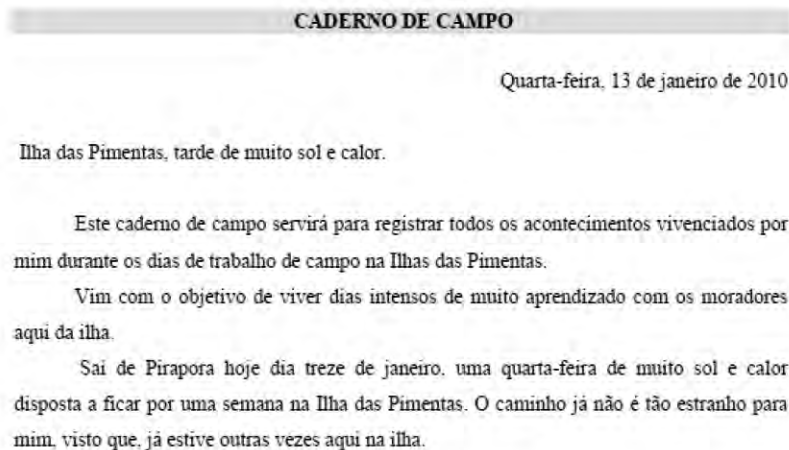 CADERNO DE CAMPO
Quarta-feira, 13 de janeiro de 2010
Ilha das Pimentas, tarde de muito sol e calor.
Este caderno de campo servirá para registrar todos os acontecimentos vivenciados por
mim durante os dias de trabalho de campo na Ilhas das Pimentas.
Vim com o objetivo de viver dias intensos de muito aprendizado com os moradores
aqui da ilha.
Sai de Pirapora hoje dia treze de janeiro, uma quarta-feira de muito sol e calor
disposta a ficar por uma semana na Ilha das Pimentas. O caminho já não é tão estranho para
mim, visto que, já estive outras vezes aqui na ilha.